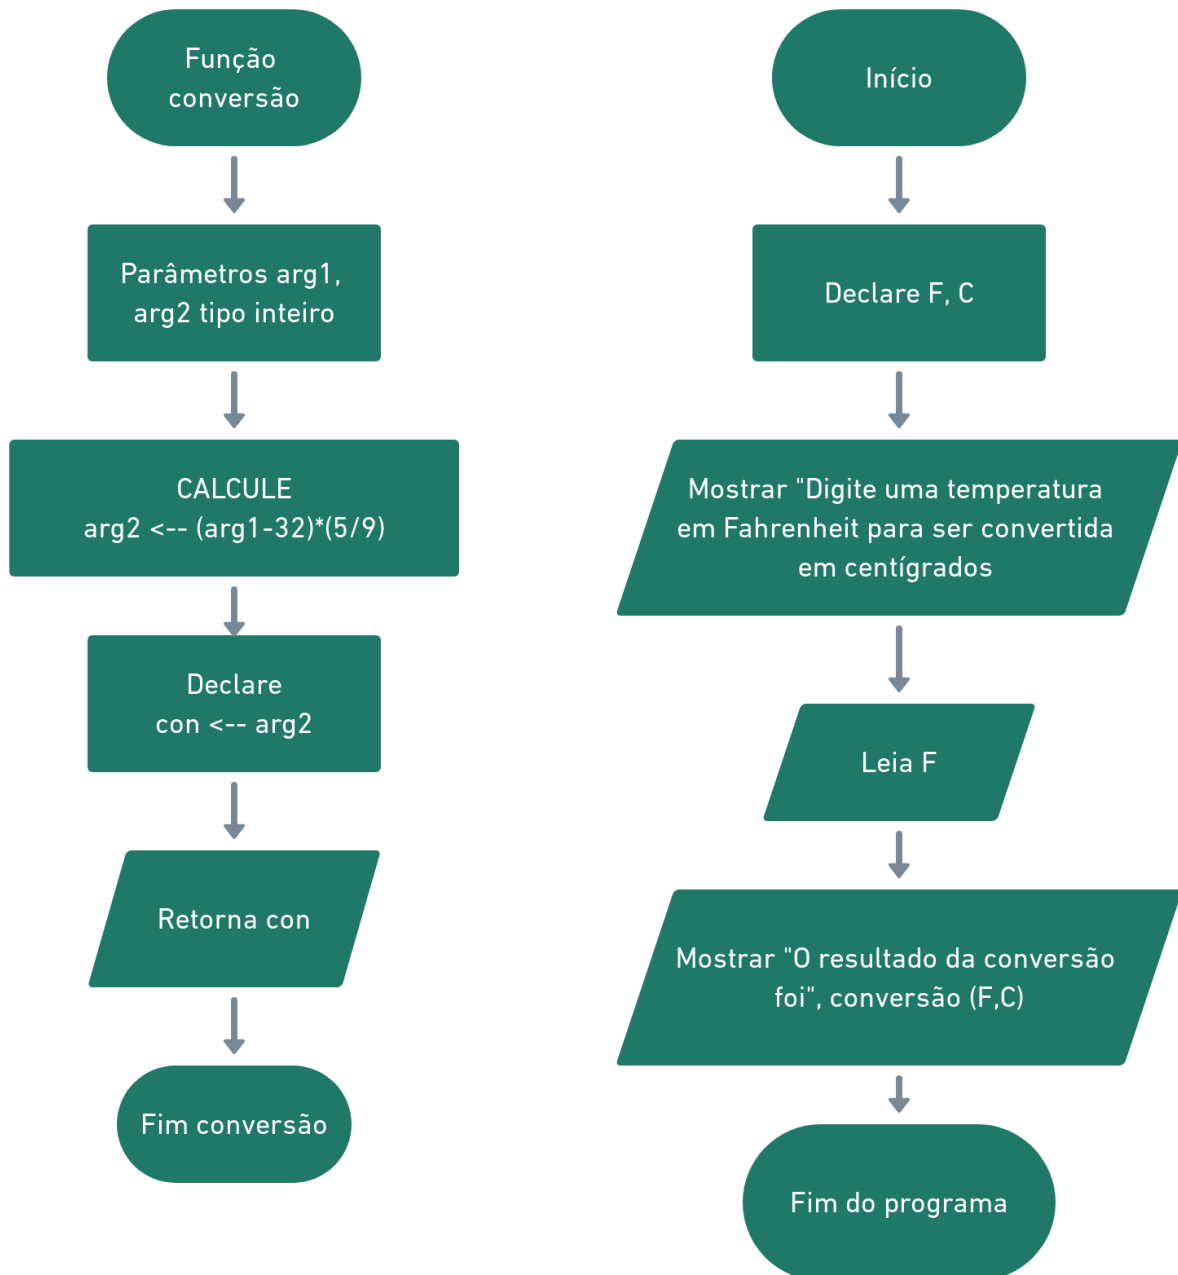 Função
conversão
Parâmetros arg1,
arg2 tipo inteiro
CALCULE
arg2 <-- (arg1-32)*(5/9)
Declare
con <-- arg2
Retorna con
Fim conversão
Início
Declare F, C
Mostrar "Digite uma temperatura
em Fahrenheit para ser convertida
em centígrados
Leia F
Mostrar "O resultado da conversão
foi", conversão (F,C)
Fim do programa